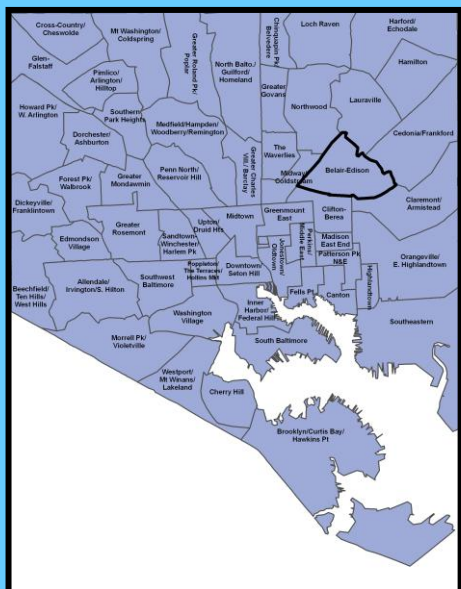 Cross-Country/
Cheswolde
Mt Washington/
Coldspring
Greater Roland Pk/
Poplar
Chinquapin Pk/
Belvedere
Loch Raven
Harford/
Echodale
Glen-
Falstaff
Pimlico/
Arlington/
Hilltop
North Balto/
Guilford/
Homeland
Greater
Govans
Hamilton
Lauraville
Northwood
Howard Pk/
W. Arlington
Southern
Park Heights
Medfield/Hampden/
Woodberry/Remington
Dorchester/
Ashburton
Cedonia/Frankford
The
Waverlies
Belair-Edison
Midway/
Coldstream
Forest Pk/
Walbrook
Greater
Mondawmin
Penn North/
Reservoir Hill
Greater Charles
Vill./ Barclay
Claremont/
Armistead
Dickeyville/
Franklintown
Greater
Rosemont
Upton/
Druid Hts
Midtown
Greenmount
East
Clifton-
Berea
Sandtown-
Winchester/
Harlem Pk
Edmondson
Village
Oldtown
Jonestown/
Perkins/
Middle East
Madison
East End
Patterson Pk
N&E
Orangeville/
E. Highlandtown
Poppleton/
The Terraces/
Hollins Mkt
Downtown/
Seton Hill
Southwest
Baltimore
Highlandtown
Beechfield/
Ten Hills/
West Hills
Allendale/
Irvington/S. Hilton
Inner
Harbor/
Federal Hill
Fells Pt
Canton
Washington
Village
Southeastern
Morrell Pk/
Violetville
South Baltimore
Westport/
Mt Winans/
Lakeland
Cherry Hill
Brooklyn/Curtis Bay/
Hawkins Pt